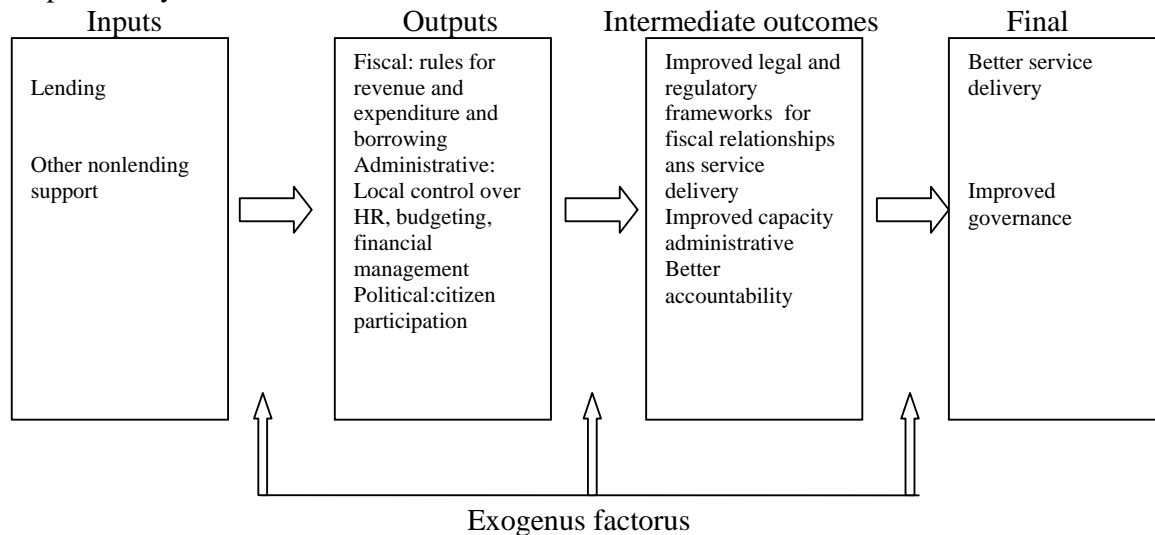 Inputs
Outputs
Intermediate outcomes
Final
Lending
Other nonlending
support
Fiscal: rules for
revenue and
expenditure and
borrowing
Administrative:
Local control over
HR, budgeting,
financial
management
Political:citizen
participation
Improved legal and
regulatory
frameworks for
fiscal relationships
ans service
delivery
Improved capacity
administrative
Better
accountability
Better service
delivery
Improved
governance
Exogenus factorus